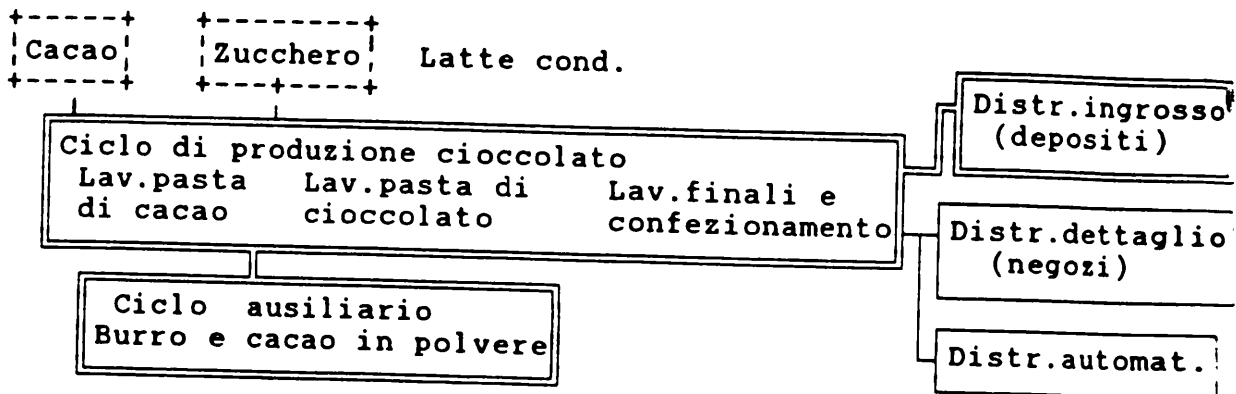 Cacao
Zucchero
Latte cond.
Distr.ingrosso
(depositi)
Ciclo di produzione cioccolato
Lav.pasta
di cacao
Lav.pasta di
cioccolato
Lav.finali e
confezionamento
Distr.dettaglio
(negozi)
Ciclo ausiliario
Burro e cacao in polvere
Distr.automat.